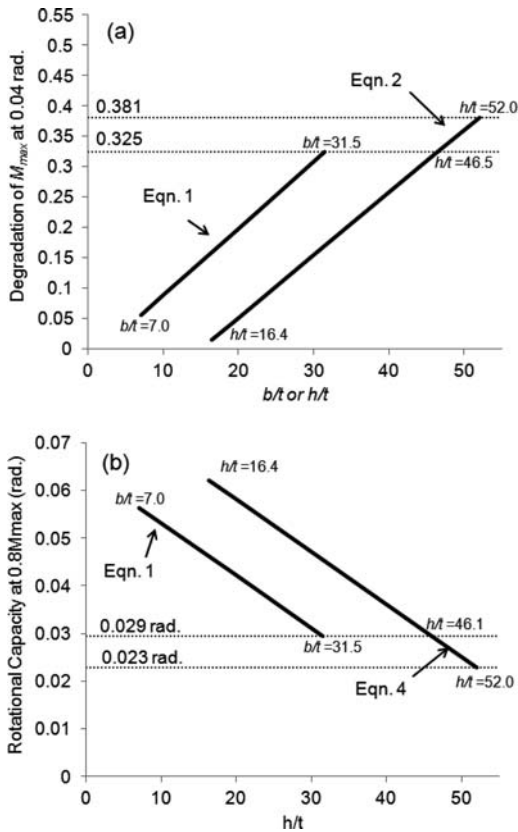 (a)
0.55
0.5
0.45
0.4
0.35
0.3
0.25
0.2
0.15
0.1
0.05
0
Degradation of Mmax at 0.04 rad.
0.381
0.325
Eqn. 2
h/t=52.0
b/t=31.5
h/t=46.5
Eqn. 1
b/t=7.0
h/t=16.4
0 10 20 30 40 50
b/t or h/t
(b)
0.07
0.06
0.05
0.04
0.03
0.02
0.01
0
Rotational Capacity at 0.8Mmax (rad.)
h/t=16.4
b/t=7.0
Eqn. 1
0.029 rad.
h/t=46.1
b/t=31.5
0.023 rad.
Eqn. 4
h/t=52.0
0 10 20 30 40 50
h/t